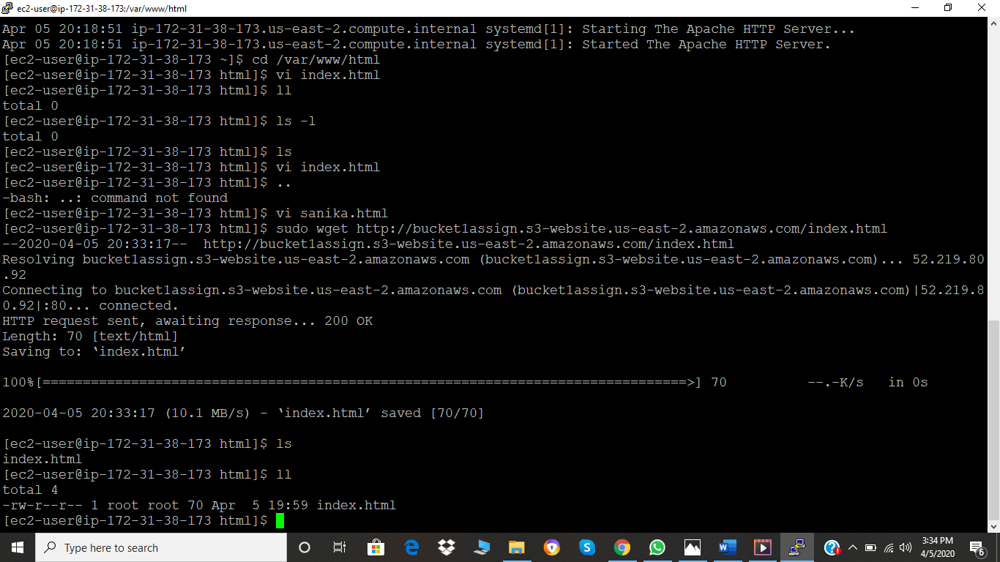 ec2-user@ip-172-31-38-173:/var/www/html
Apr 05 20:18:51 ip-172-31-38-173.us-east-2.compute.internal systemd[1]: Starting The Apache HTTP Server...
Apr 05 20:18:51 ip-172-31-38-173.us-east-2.compute.internal systemd[1]: Started The Apache HTTP Server.
[ec2-user@ip-172-31-38-173 ~]$ cd /var/www/html
[ec2-user@ip-172-31-38-173 html]$ vi index.html
[ec2-user@ip-172-31-38-173 html]$ ll
total 0
[ec2-user@ip-172-31-38-173 html]$ ls -l
total 0
[ec2-user@ip-172-31-38-173 html]$ ls
[ec2-user@ip-172-31-38-173 html]$ vi index.html
[ec2-user@ip-172-31-38-173 html]$ ..
-bash: ..: command not found
[ec2-user@ip-172-31-38-173 html]$ vi sanika.html
[ec2-user@ip-172-31-38-173 html]$ sudo wget http://bucket1assign.s3-website.us-east-2.amazonaws.com/index.html
--2020-04-05 20:33:17--  http://bucket1assign.s3-website.us-east-2.amazonaws.com/index.html
Resolving bucket1assign.s3-website.us-east-2.amazonaws.com (bucket1assign.s3-website.us-east-2.amazonaws.com)... 52.219.80
.92
Connecting to bucket1assign.s3-website.us-east-2.amazonaws.com (bucket1assign.s3-website.us-east-2.amazonaws.com)|52.219.8
0.92|:80... connected.
HTTP request sent, awaiting response... 200 OK
Length: 70 [text/html]
Saving to: ‘index.html’
100%[================================================================================>] 70          --.-K/s   in 0s
2020-04-05 20:33:17 (10.1 MB/s) - ‘index.html’ saved [70/70]
[ec2-user@ip-172-31-38-173 html]$ ls
index.html
[ec2-user@ip-172-31-38-173 html]$ ll
total 4
-rw-r--r-- 1 root root 70 Apr  5 19:59 index.html
[ec2-user@ip-172-31-38-173 html]$
Type here to search
3:34 PM
4/5/2020
6